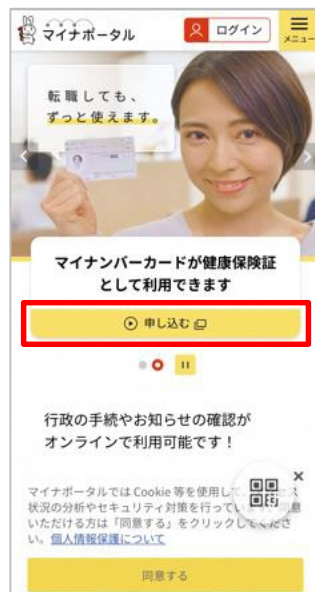 マイナポータル
ログイン
メニュー
転職しても、
ずっと使えます。
マイナンバーカードが健康保険証
として利用できます
申し込む
行政の手続やお知らせの確認が
オンラインで利用可能です！
マイナポータルでは Cookie 等を使用し
状況の分析やセキュリティ対策を行って
いただける方は「同意する」をクリックしてくださ
い。個人情報保護について
同意する